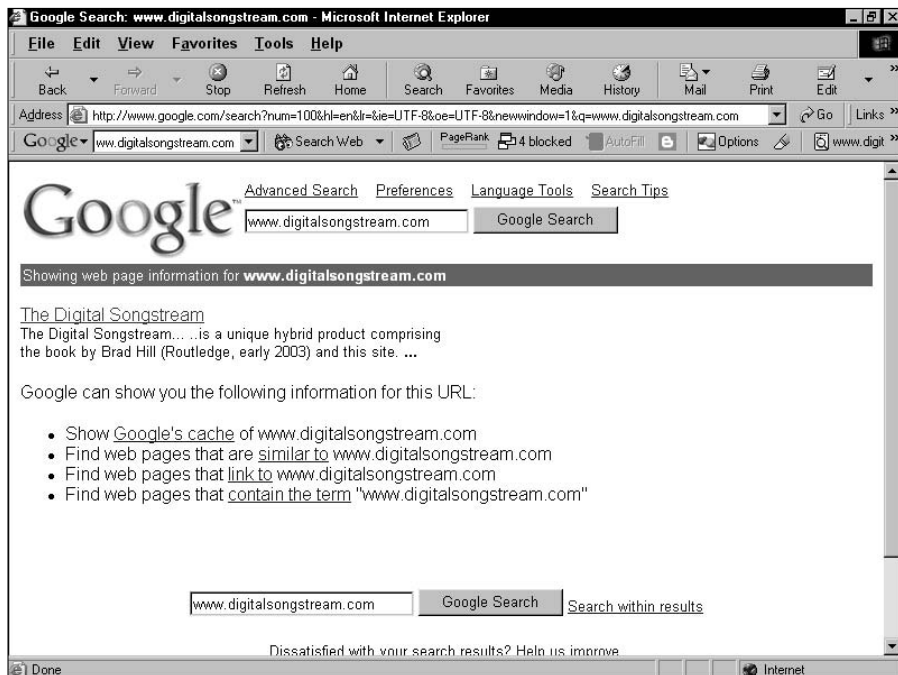 Google Search: www.digitalsongstream.com - Microsoft Internet Explorer
File Edit View Favorites Tools Help
Back Forward Stop Refresh Home Search Favorites Media History Mail Print Edit
Address http://www.google.com/search?num=100&hl=en&lr=&ie=UTF-8&oe=UTF-8&newwindow=1&q=www.digitalsongstream.com Go Links »
Google ww.digitalsongstream.com Search Web PageRank 4 blocked AutoFill Options www.digit »
Google™
Advanced Search Preferences Language Tools Search Tips
www.digitalsongstream.com Google Search
Showing web page information for www.digitalsongstream.com
The Digital Songstream
The Digital Songstream... ..is a unique hybrid product comprising
the book by Brad Hill (Routledge, early 2003) and this site. ...
Google can show you the following information for this URL:
• Show Google's cache of www.digitalsongstream.com
• Find web pages that are similar to www.digitalsongstream.com
• Find web pages that link to www.digitalsongstream.com
• Find web pages that contain the term "www.digitalsongstream.com"
www.digitalsongstream.com Google Search Search within results
Dissatisfied with your search results? Help us improve
Done Internet